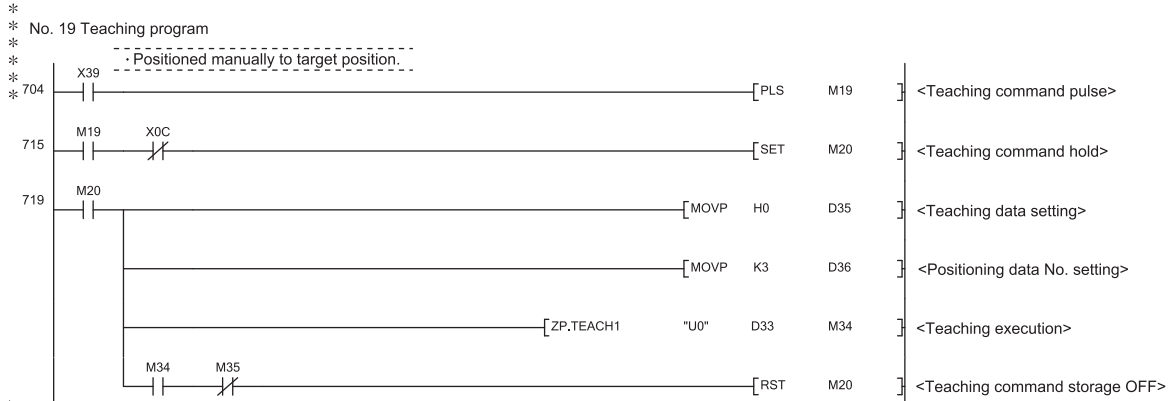 *
* No. 19 Teaching program
*
* · Positioned manually to target position.
*
X39
* 704 [PLS M19 ] <Teaching command pulse>
M19 X0C
715 [SET M20 ] <Teaching command hold>
M20
719 [MOVP H0 D35 ] <Teaching data setting>
[MOVP K3 D36 ] <Positioning data No. setting>
[ZP.TEACH1 "U0" D33 M34 ] <Teaching execution>
M34 M35
[RST M20 ] <Teaching command storage OFF>